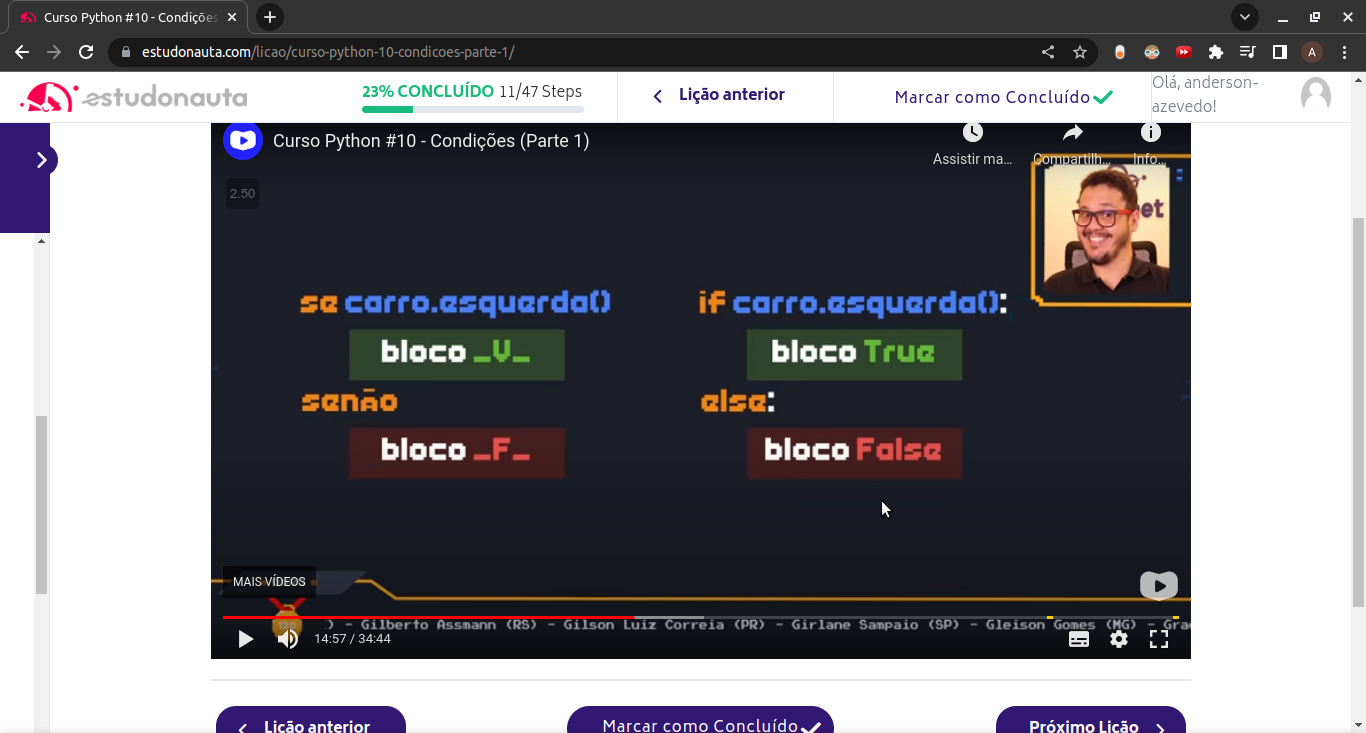 Curso Python #10 - Condições
estudonauta.com/licao/curso-python-10-condicoes-parte-1/
A
estudonauta
23% CONCLUÍDO 11/47 Steps
Lição anterior
Marcar como Concluído
Olá, anderson-
azevedo!
Curso Python #10 - Condições (Parte 1)
Assistir ma...
Compartilh...
Info...
2.50
et
se carro.esquerda()
bloco _V_
senão
bloco _F_
if carro.esquerda():
bloco True
else:
bloco False
MAIS VÍDEOS
) - Gilberto Assmann (RS) - Gilson Luiz Correia (PR) - Girlane Sampaio (SP) - Gleison Gomes (MG) - Gra
14:57 / 34:44
Lição anterior
Marcar como Concluído
Próximo Lição